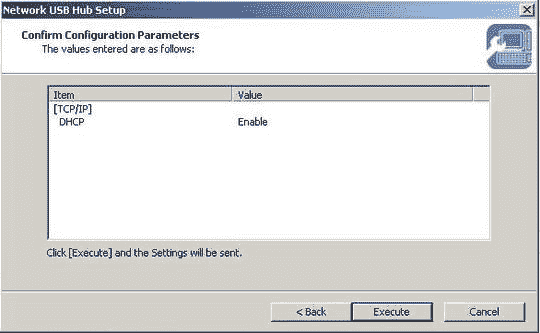 Network USB Hub Setup
Confirm Configuration Parameters
The values entered are as follows:
Item Value
[TCP/IP]
DHCP Enable
Click [Execute] and the Settings will be sent.
< Back Execute Cancel